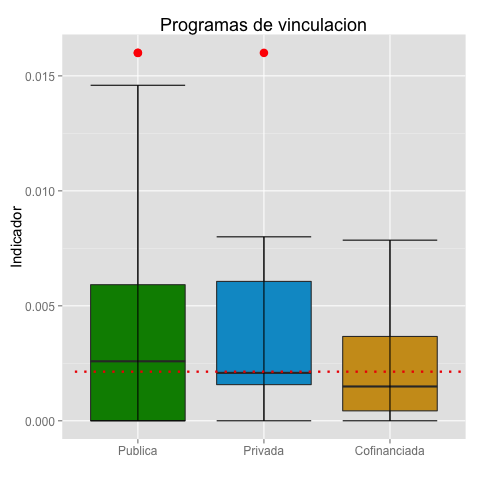 Programas de vinculacion
Indicador
0.015
0.010
0.005
0.000
Publica
Privada
Cofinanciada